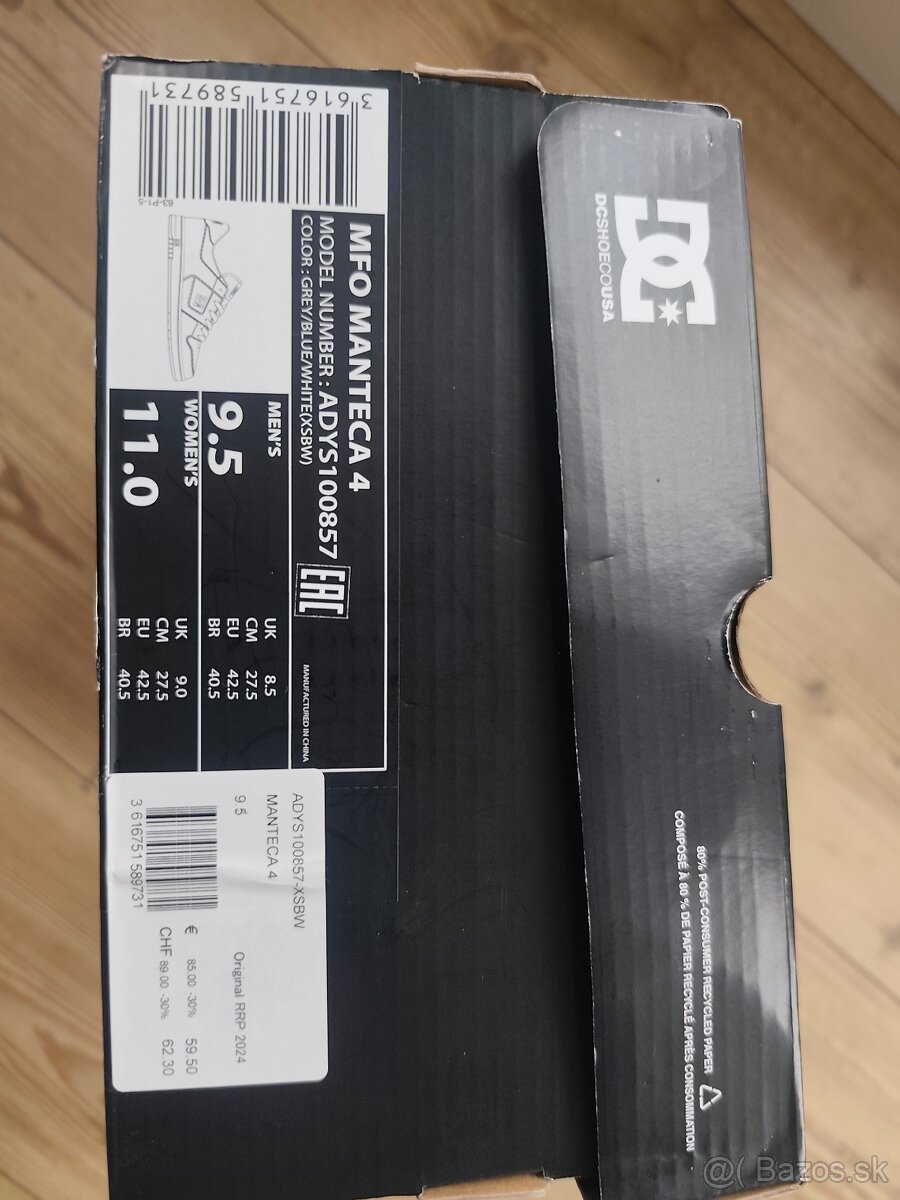 3 616751 589731
63-P1-5
MFO MANTECA 4
MODEL NUMBER : ADYS100857
COLOR : GREY/BLUE/WHITE(XSBW)
EAC
MANUFACTURED IN CHINA
MEN'S
9.5
UK 8.5
CM 27.5
EU 42.5
BR 40.5
WOMEN'S
11.0
UK 9.0
CM 27.5
EU 42.5
BR 40.5
ADYS100857-XSBW
MANTECA 4
9.5 Original RRP 2024
€ 85.00 -30% 59.50
CHF 89.00 -30% 62.30
3 616751 589731
DC
DCSHOECOUSA
80% POST-CONSUMER RECYCLED PAPER
COMPOSÉ À 80 % DE PAPIER RECYCLÉ APRÈS CONSOMMATION
@( Bazos.sk